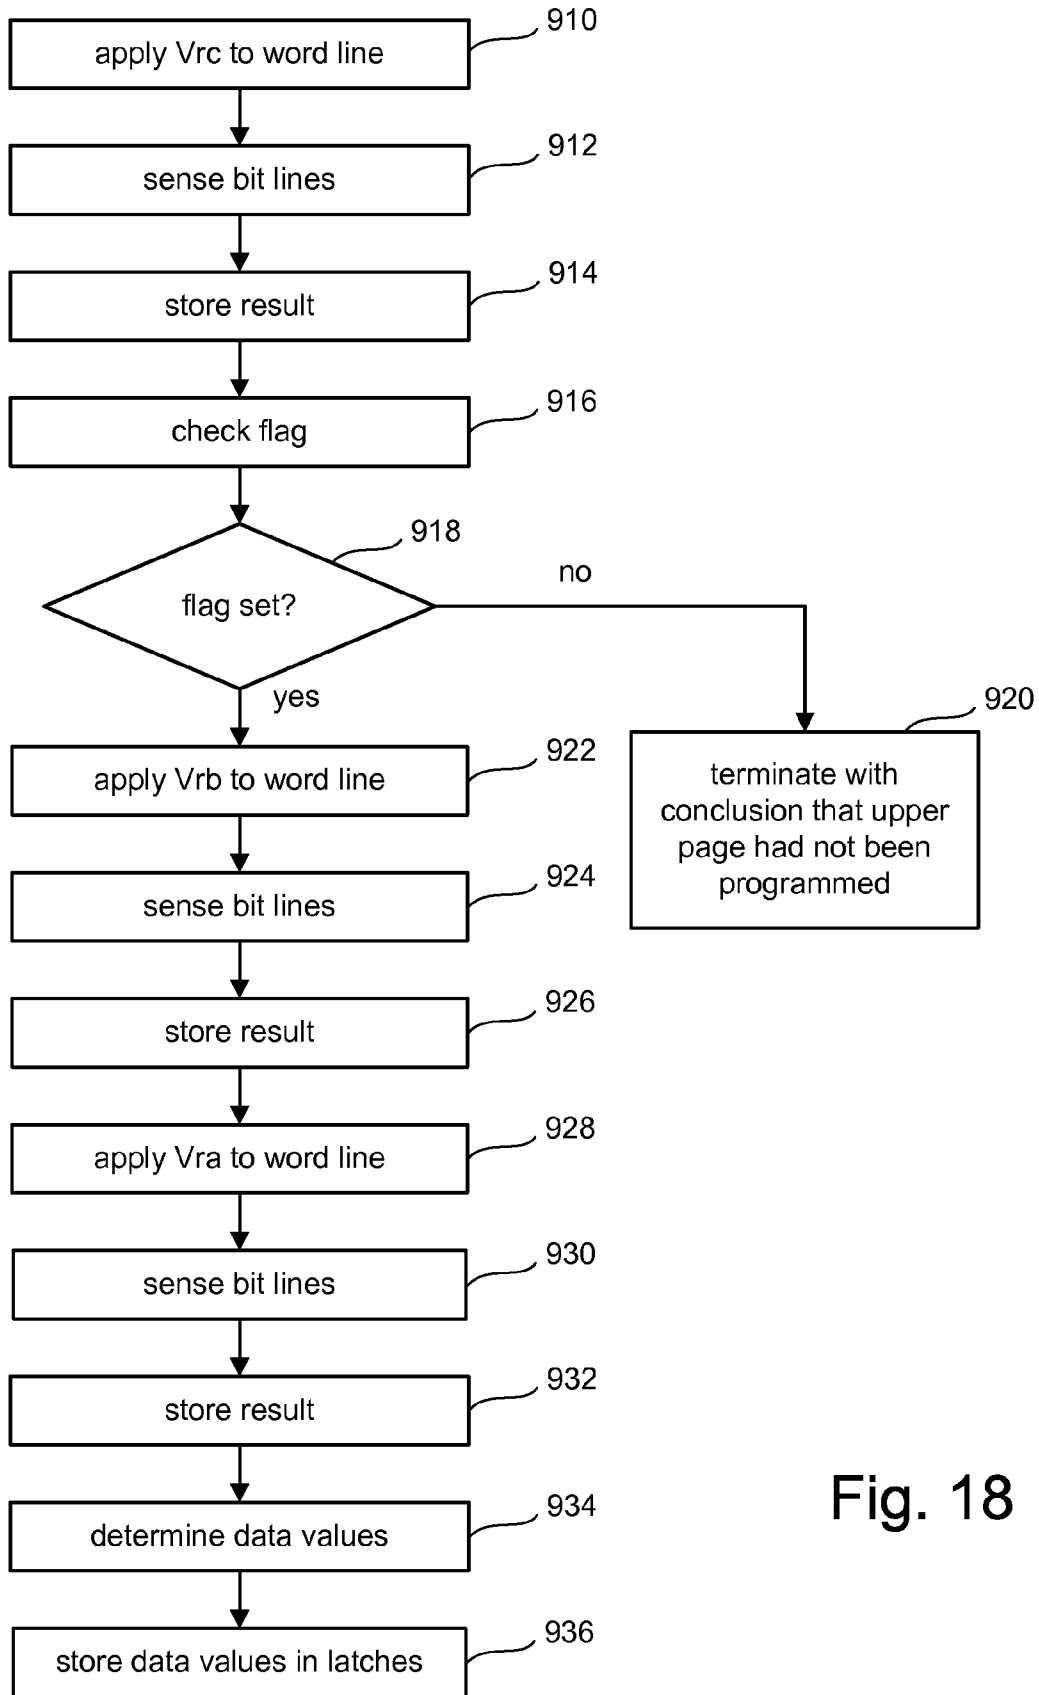 910
apply Vrc to word line
912
sense bit lines
914
store result
916
check flag
918
flag set?
no
yes
920
terminate with
conclusion that upper
page had not been
programmed
922
apply Vrb to word line
924
sense bit lines
926
store result
928
apply Vra to word line
930
sense bit lines
932
store result
934
determine data values
936
store data values in latches
Fig. 18